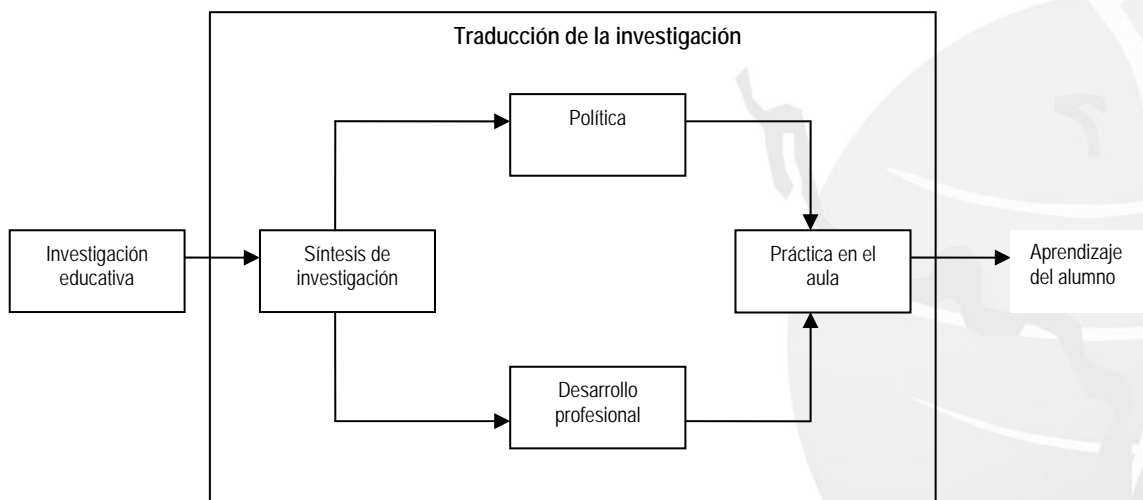 Traducción de la investigación
Política
Investigación
educativa
Síntesis de
investigación
Práctica en el
aula
Aprendizaje
del alumno
Desarrollo
profesional